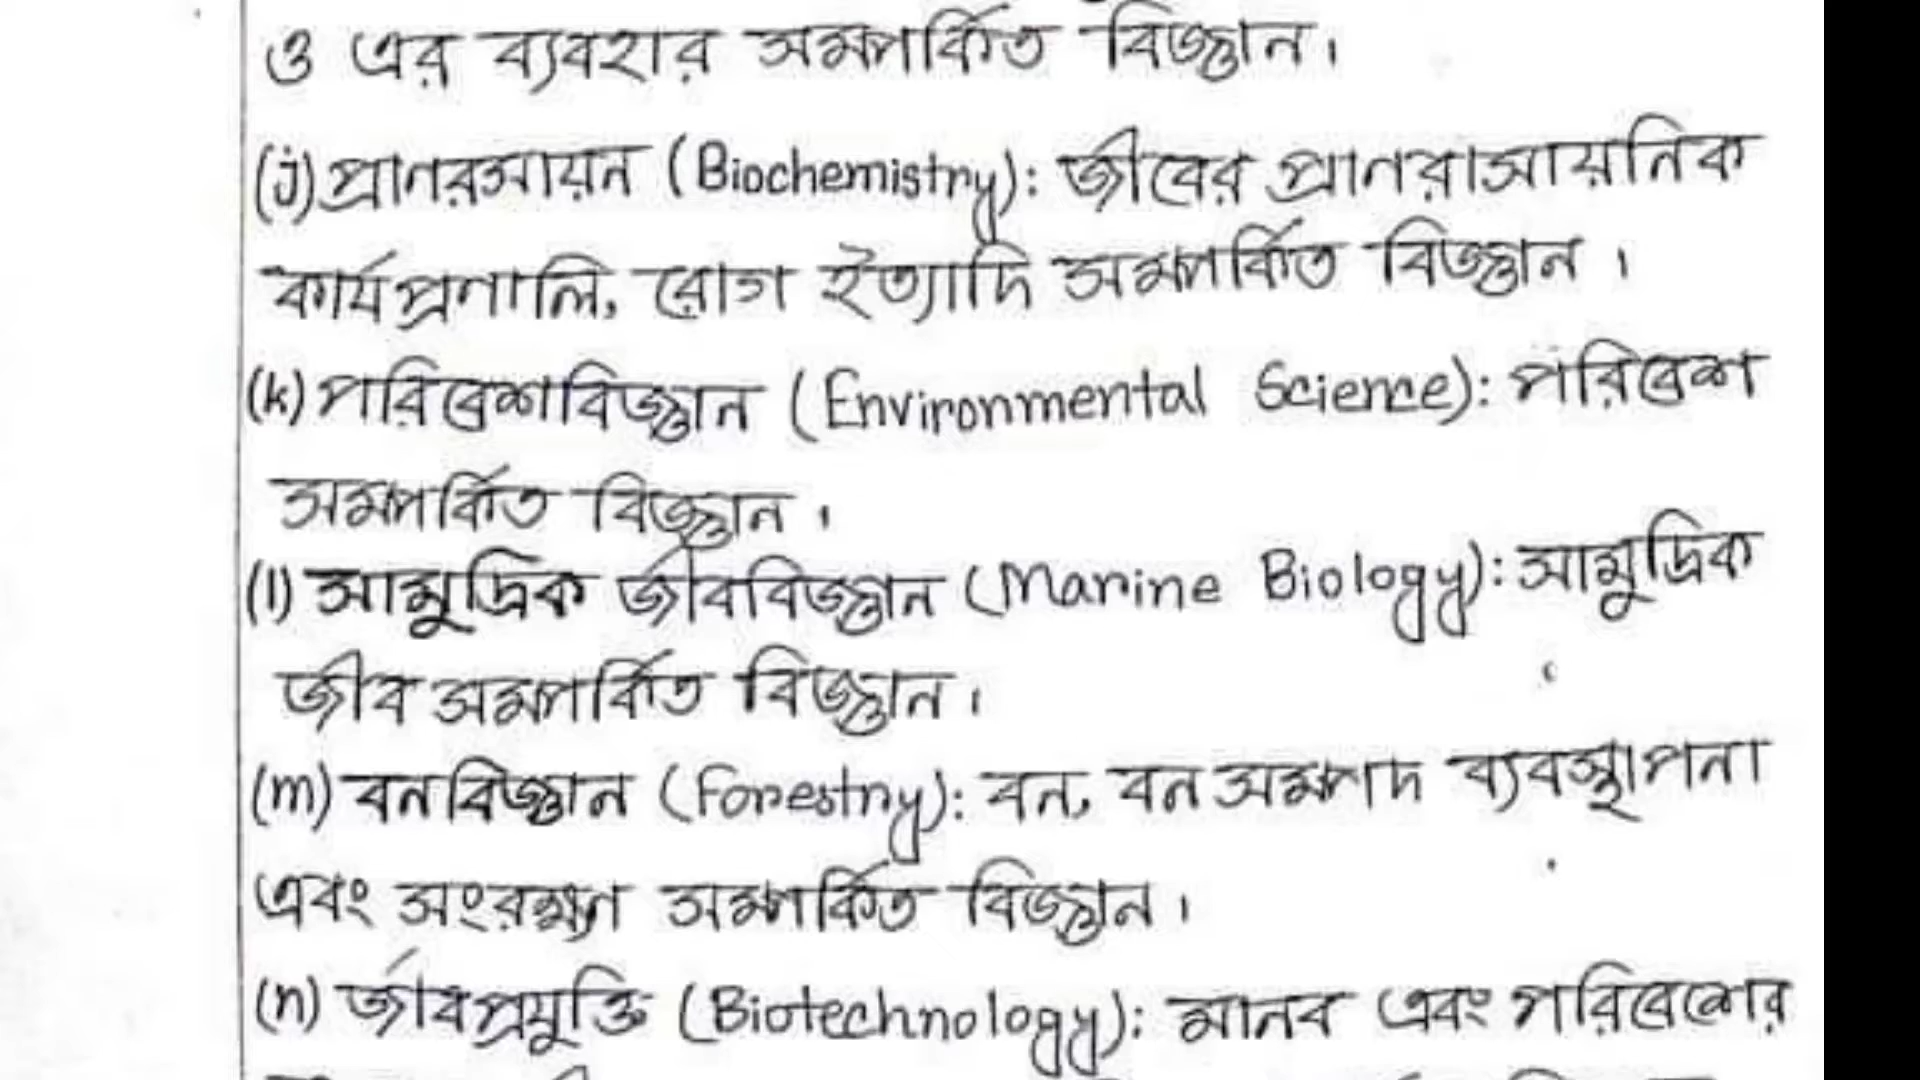 ও এর ব্যবহার সম্পর্কিত বিজ্ঞান।
(j) প্রাণরসায়ন (Biochemistry): জীবের প্রাণরাসায়নিক
কার্যপ্রণালি, রোগ ইত্যাদি সম্পর্কিত বিজ্ঞান।
(k) পরিবেশবিজ্ঞান (Environmental Science): পরিবেশ
সম্পর্কিত বিজ্ঞান।
(l) সামুদ্রিক জীববিজ্ঞান (Marine Biology): সামুদ্রিক
জীব সম্পর্কিত বিজ্ঞান।
(m) বনবিজ্ঞান (Forestry): বন, বনসম্পদ ব্যবস্থাপনা
এবং সংরক্ষণ সম্পর্কিত বিজ্ঞান।
(n) জীবপ্রযুক্তি (Biotechnology): মানব এবং পরিবেশের